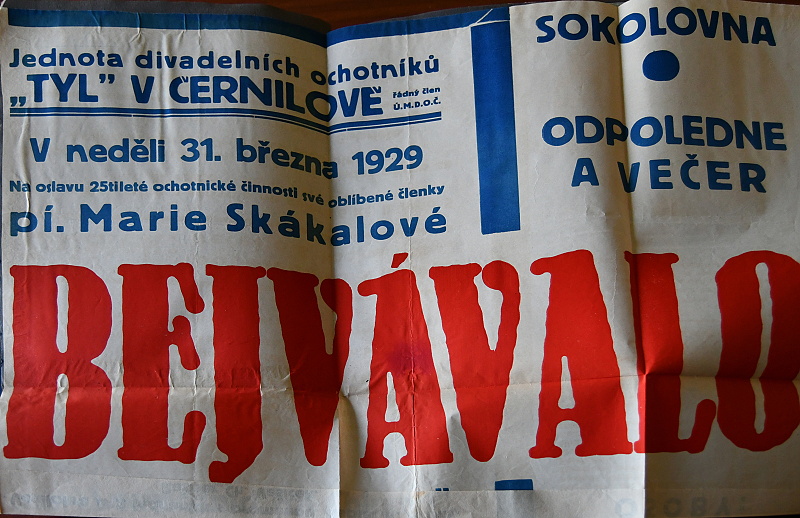 Jednota divadelních ochotníků
„TYL” V ČERNILOVĚ
řádný člen
Ú.M.D.O.Č.
V neděli 31. března 1929
Na oslavu 25tileté ochotnické činnosti své oblíbené členky
pí. Marie Skákalové
SOKOLOVNA
ODPOLEDNE
A VEČER
BEJVÁVALO